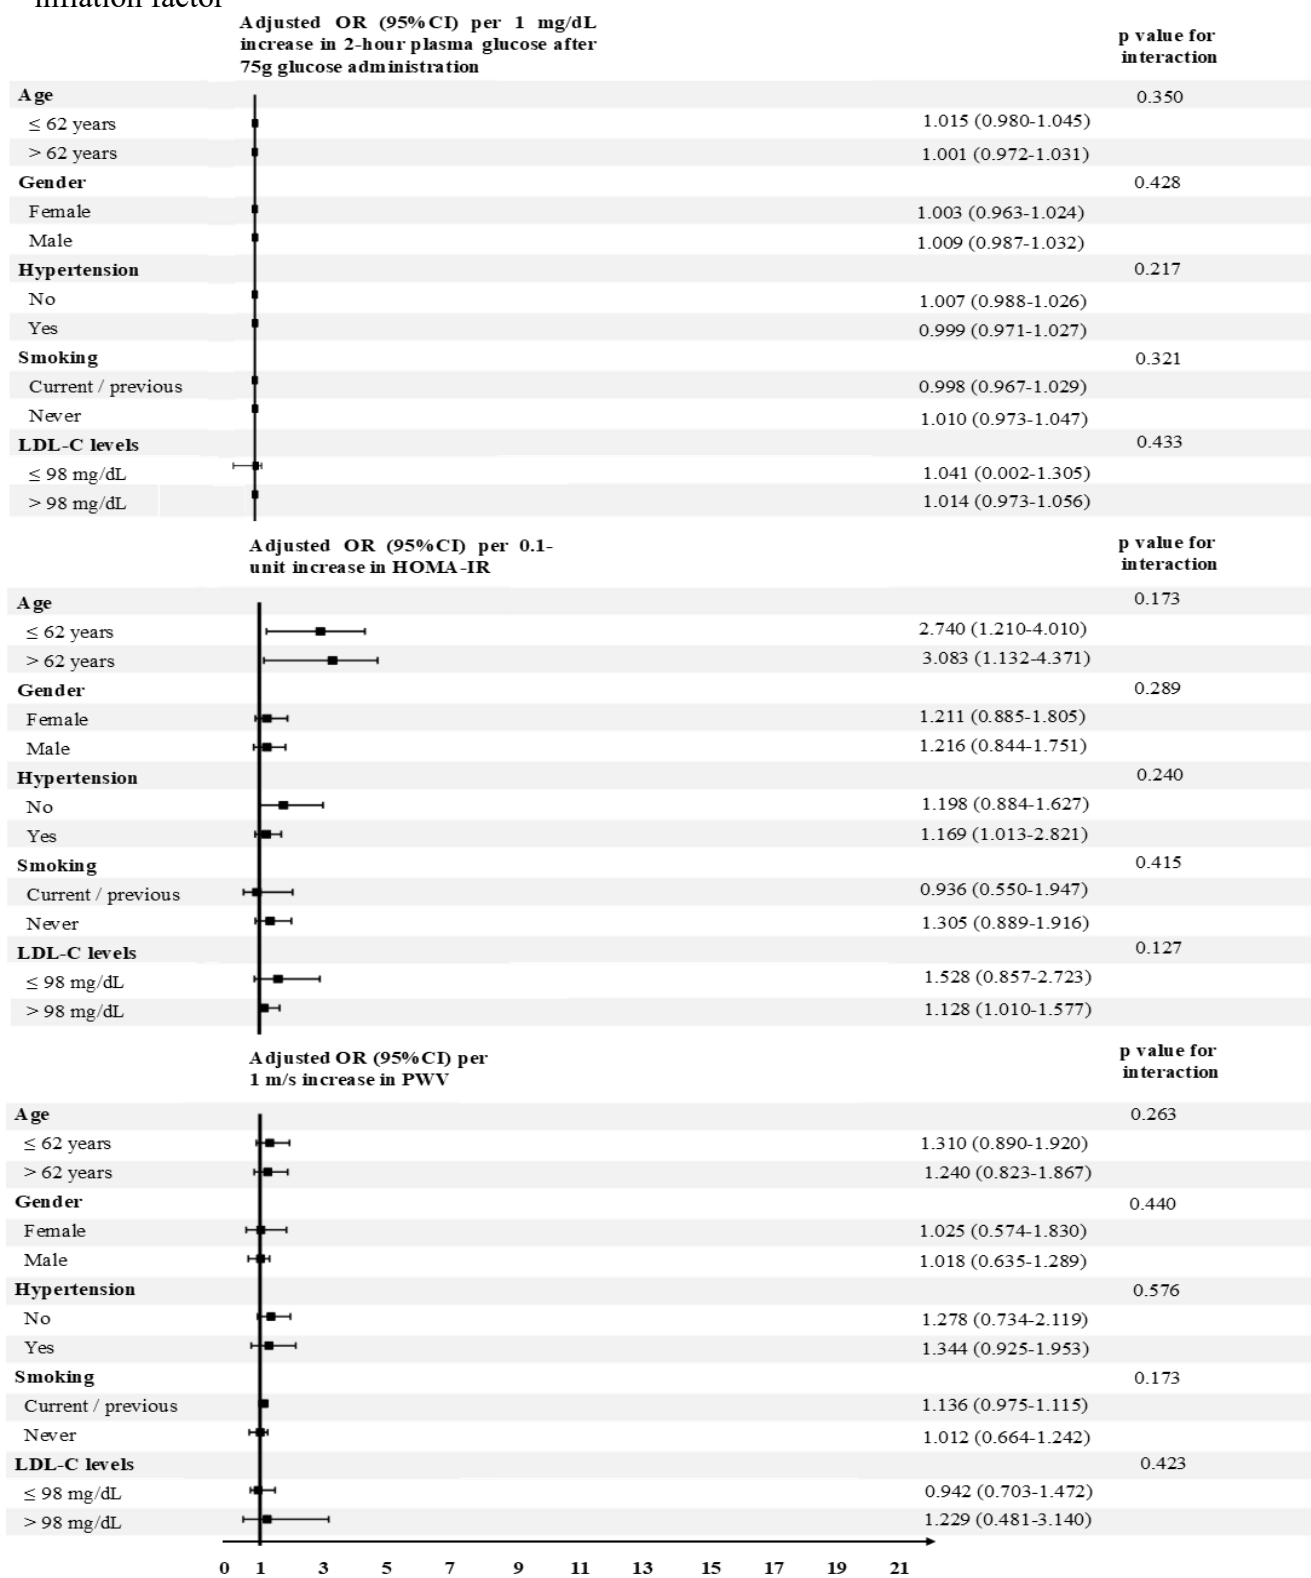 inflation factor
Adjusted OR (95%CI) per 1 mg/dL
increase in 2-hour plasma glucose after
75g glucose administration
p value for
interaction
Age 0.350
≤ 62 years 1.015 (0.980-1.045)
> 62 years 1.001 (0.972-1.031)
Gender 0.428
Female 1.003 (0.963-1.024)
Male 1.009 (0.987-1.032)
Hypertension 0.217
No 1.007 (0.988-1.026)
Yes 0.999 (0.971-1.027)
Smoking 0.321
Current / previous 0.998 (0.967-1.029)
Never 1.010 (0.973-1.047)
LDL-C levels 0.433
≤ 98 mg/dL 1.041 (0.002-1.305)
> 98 mg/dL 1.014 (0.973-1.056)
Adjusted OR (95%CI) per 0.1-
unit increase in HOMA-IR
p value for
interaction
Age 0.173
≤ 62 years 2.740 (1.210-4.010)
> 62 years 3.083 (1.132-4.371)
Gender 0.289
Female 1.211 (0.885-1.805)
Male 1.216 (0.844-1.751)
Hypertension 0.240
No 1.198 (0.884-1.627)
Yes 1.169 (1.013-2.821)
Smoking 0.415
Current / previous 0.936 (0.550-1.947)
Never 1.305 (0.889-1.916)
LDL-C levels 0.127
≤ 98 mg/dL 1.528 (0.857-2.723)
> 98 mg/dL 1.128 (1.010-1.577)
Adjusted OR (95%CI) per
1 m/s increase in PWV
p value for
interaction
Age 0.263
≤ 62 years 1.310 (0.890-1.920)
> 62 years 1.240 (0.823-1.867)
Gender 0.440
Female 1.025 (0.574-1.830)
Male 1.018 (0.635-1.289)
Hypertension 0.576
No 1.278 (0.734-2.119)
Yes 1.344 (0.925-1.953)
Smoking 0.173
Current / previous 1.136 (0.975-1.115)
Never 1.012 (0.664-1.242)
LDL-C levels 0.423
≤ 98 mg/dL 0.942 (0.703-1.472)
> 98 mg/dL 1.229 (0.481-3.140)
0 1 3 5 7 9 11 13 15 17 19 21